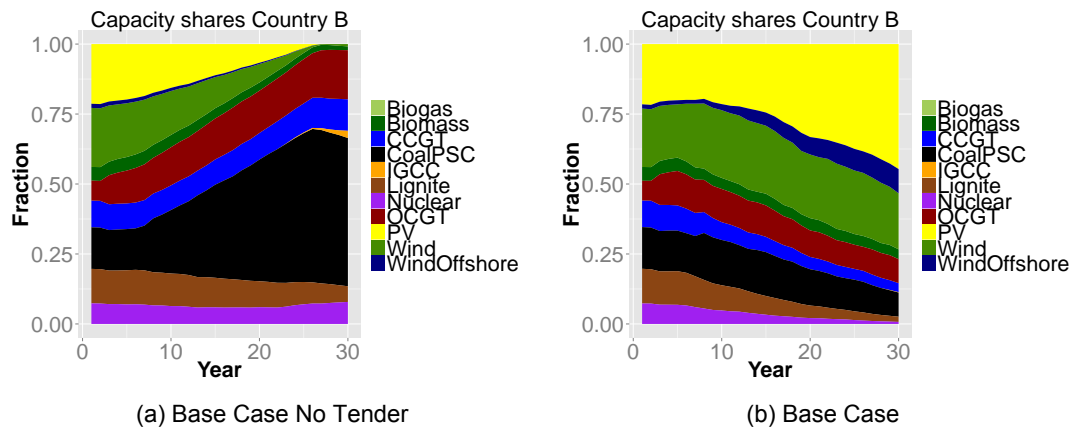 Capacity shares Country B
1.00
0.75
0.50
0.25
0.00
Fraction
0
10
20
30
Year
Biogas
Biomass
CCGT
CoalPSC
IGCC
Lignite
Nuclear
OCGT
PV
Wind
WindOffshore
(a) Base Case No Tender
Capacity shares Country B
1.00
0.75
0.50
0.25
0.00
Fraction
0
10
20
30
Year
Biogas
Biomass
CCGT
CoalPSC
IGCC
Lignite
Nuclear
OCGT
PV
Wind
WindOffshore
(b) Base Case